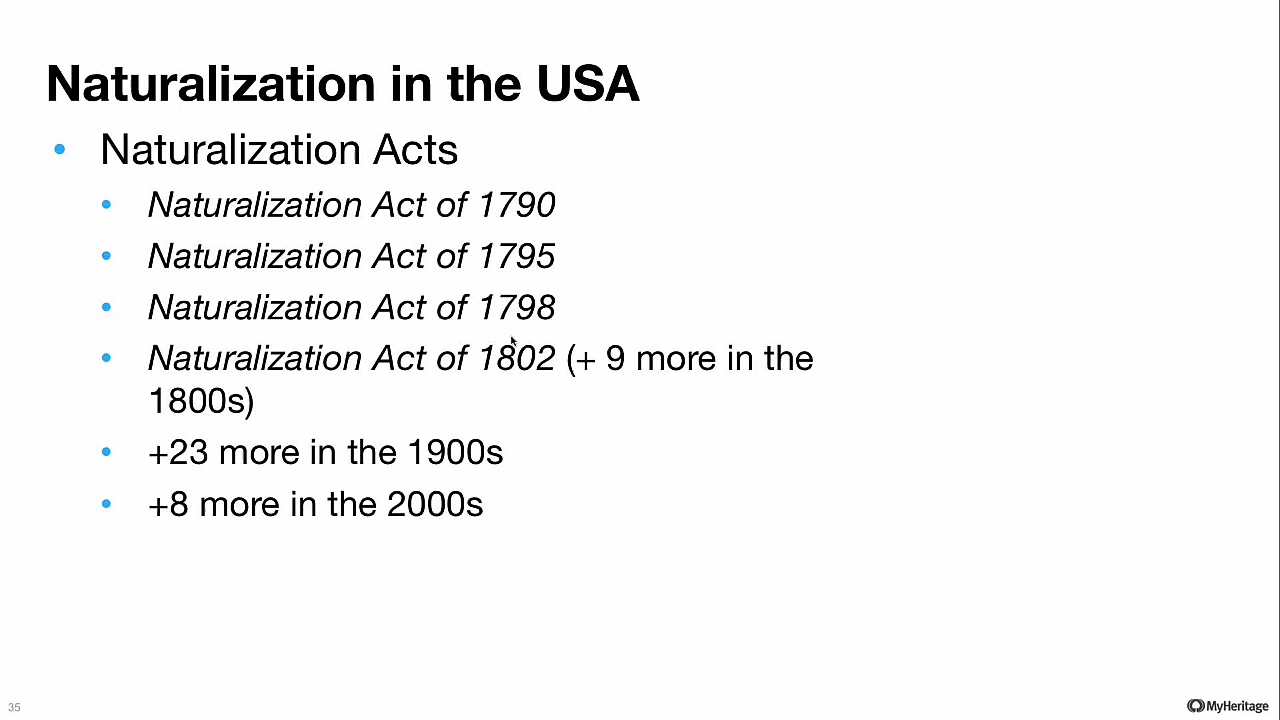 Naturalization in the USA
• Naturalization Acts
• Naturalization Act of 1790
• Naturalization Act of 1795
• Naturalization Act of 1798
• Naturalization Act of 1802 (+ 9 more in the
1800s)
• +23 more in the 1900s
• +8 more in the 2000s
35
MyHeritage